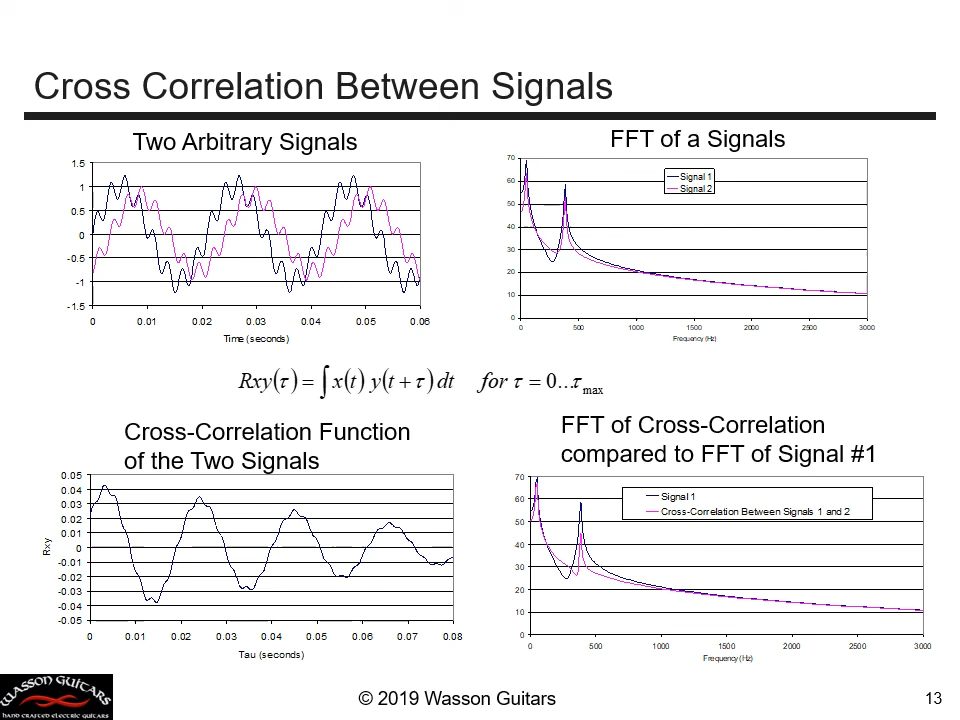 Cross Correlation Between Signals
Two Arbitrary Signals
1.5
1
0.5
0
-0.5
-1
-1.5
0 0.01 0.02 0.03 0.04 0.05 0.06
Time (seconds)
FFT of a Signals
70
60
50
40
30
20
10
0
Signal 1
Signal 2
0 500 1000 1500 2000 2500 3000
Frequency (Hz)
Rxy(τ) = ∫ x(t) y(t + τ) dt for τ = 0...τmax
Cross-Correlation Function
of the Two Signals
0.05
0.04
0.03
0.02
0.01
0
-0.01
-0.02
-0.03
-0.04
-0.05
Rxy
0 0.01 0.02 0.03 0.04 0.05 0.06 0.07 0.08
Tau (seconds)
FFT of Cross-Correlation
compared to FFT of Signal #1
70
60
50
40
30
20
10
0
Signal 1
Cross-Correlation Between Signals 1 and 2
0 500 1000 1500 2000 2500 3000
Frequency (Hz)
WASSON GUITARS
HAND CRAFTED ELECTRIC GUITARS
© 2019 Wasson Guitars
13